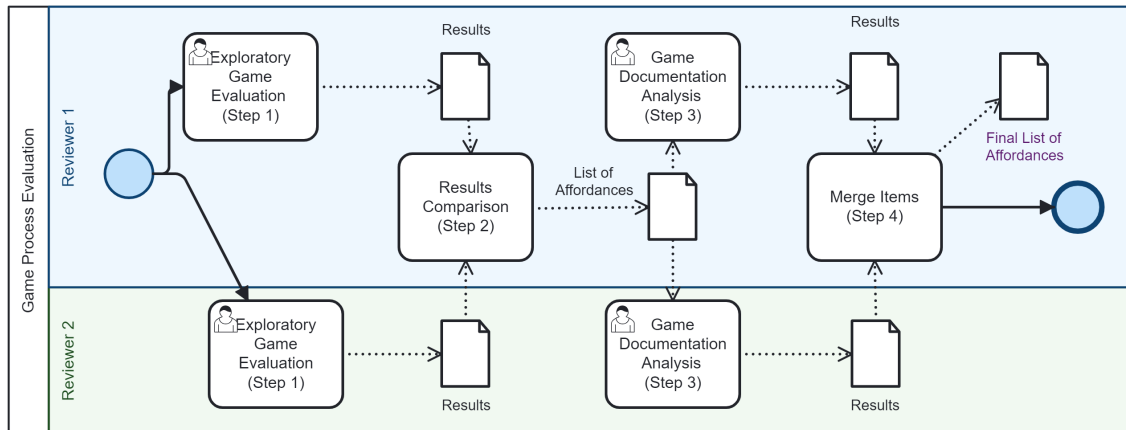 Game Process Evaluation
Reviewer 1
Exploratory
Game
Evaluation
(Step 1)
Results
Results
Comparison
(Step 2)
List of
Affordances
Game
Documentation
Analysis
(Step 3)
Results
Merge Items
(Step 4)
Final List of
Affordances
Reviewer 2
Exploratory
Game
Evaluation
(Step 1)
Results
Game
Documentation
Analysis
(Step 3)
Results